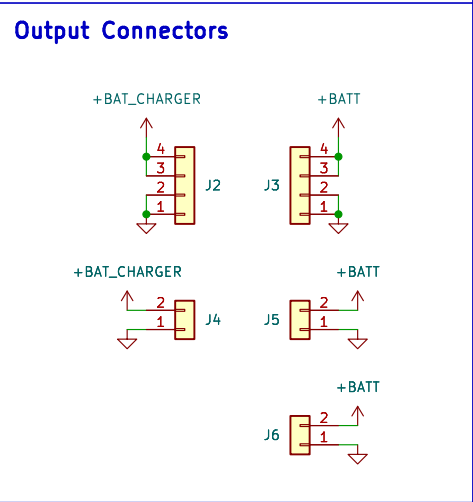 Output Connectors
+BAT_CHARGER
+BATT
4
3
2
1
J2
J3
4
3
2
1
+BAT_CHARGER
+BATT
2
1
J4
J5
2
1
+BATT
J6
2
1